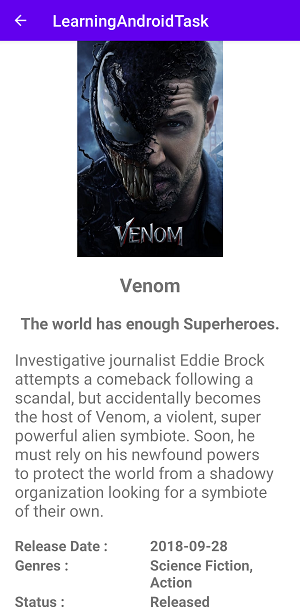 LearningAndroidTask
VENOM
Venom
The world has enough Superheroes.
Investigative journalist Eddie Brock
attempts a comeback following a
scandal, but accidentally becomes
the host of Venom, a violent, super
powerful alien symbiote. Soon, he
must rely on his newfound powers
to protect the world from a shadowy
organization looking for a symbiote
of their own.
Release Date : 2018-09-28
Genres : Science Fiction,
Action
Status : Released